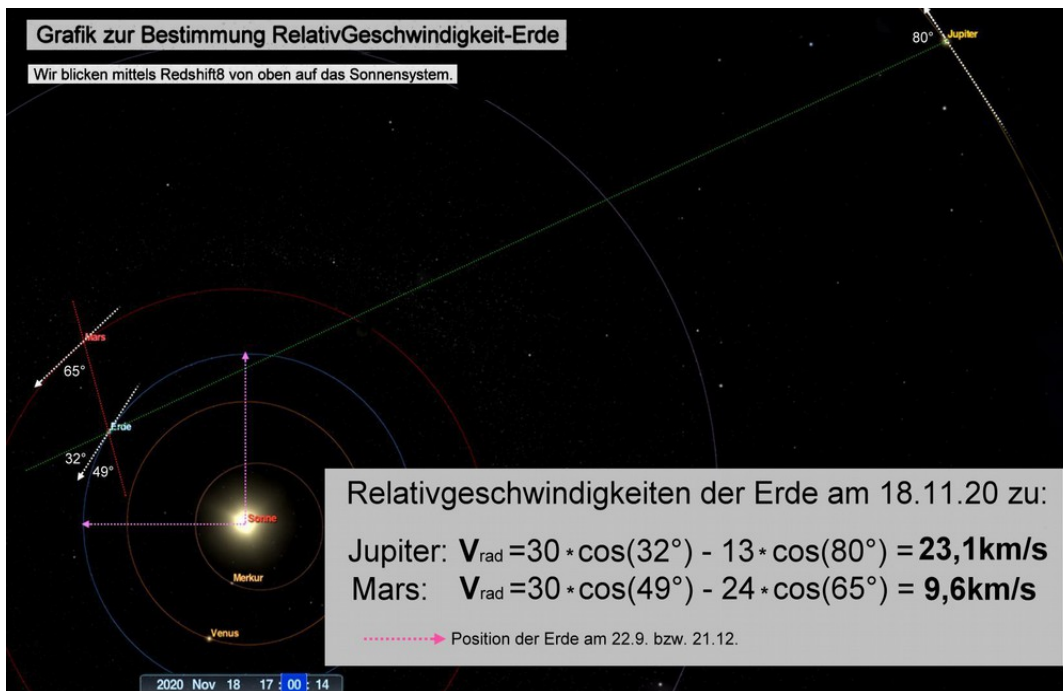 Grafik zur Bestimmung RelativGeschwindigkeit-Erde
Wir blicken mittels Redshift8 von oben auf das Sonnensystem.
80°
Jupiter
Mars
65°
Erde
32°
49°
Sonne
Merkur
Venus
Relativgeschwindigkeiten der Erde am 18.11.20 zu:
Jupiter: Vrad =30*cos(32°) - 13*cos(80°) = 23,1km/s
Mars: Vrad =30*cos(49°) - 24*cos(65°) = 9,6km/s
Position der Erde am 22.9. bzw. 21.12.
2020 Nov 18 17:00:14